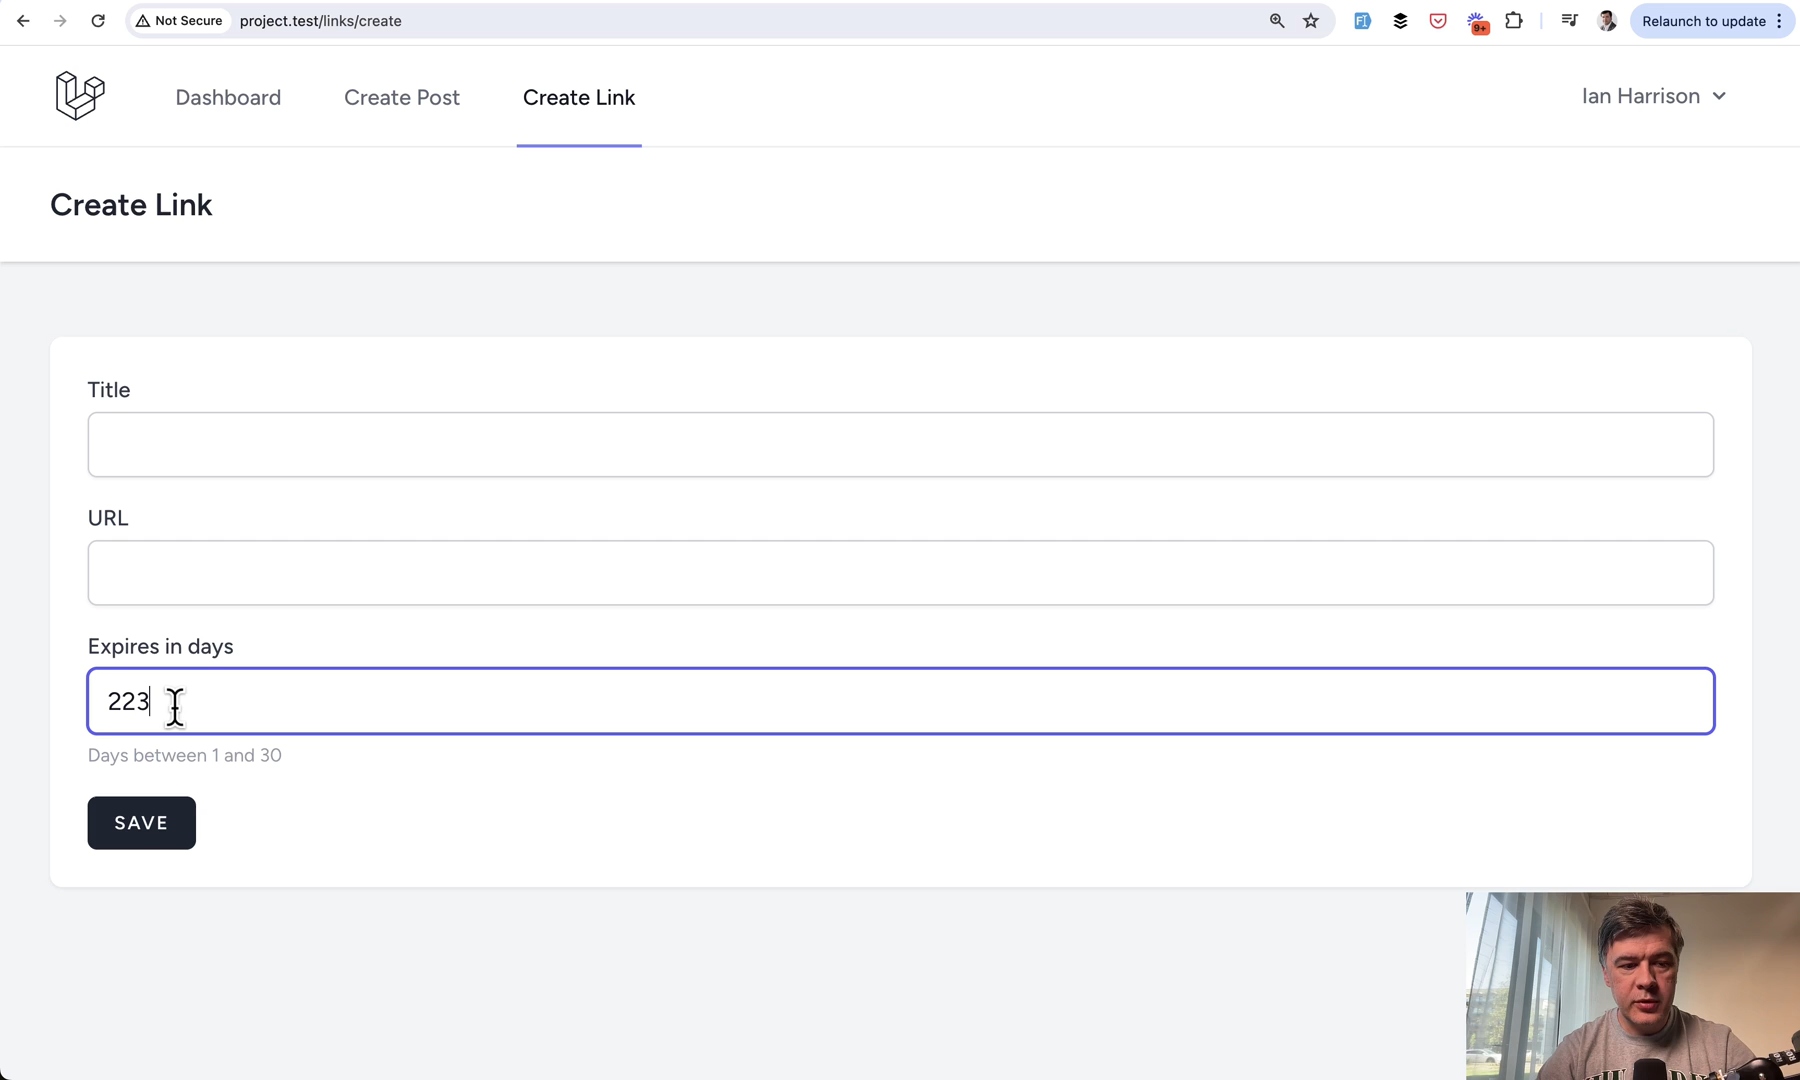 Not Secure project.test/links/create 9+ Relaunch to update
Dashboard Create Post Create Link Ian Harrison
Create Link
Title
URL
Expires in days
223
Days between 1 and 30
SAVE